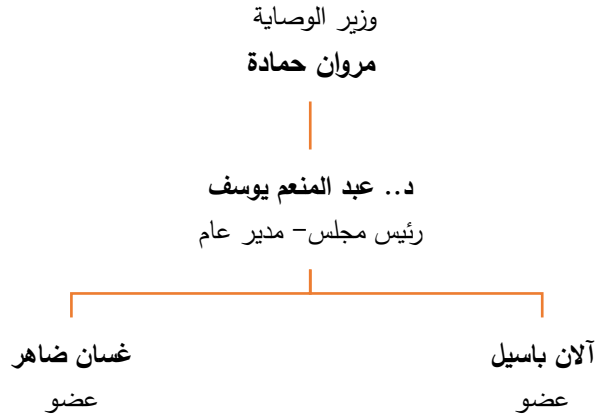 وزير الوصاية
مروان حمادة
د.. عبد المنعم يوسف
رئيس مجلس– مدير عام
آلان باسيل
عضو
غسان ضاهر
عضو